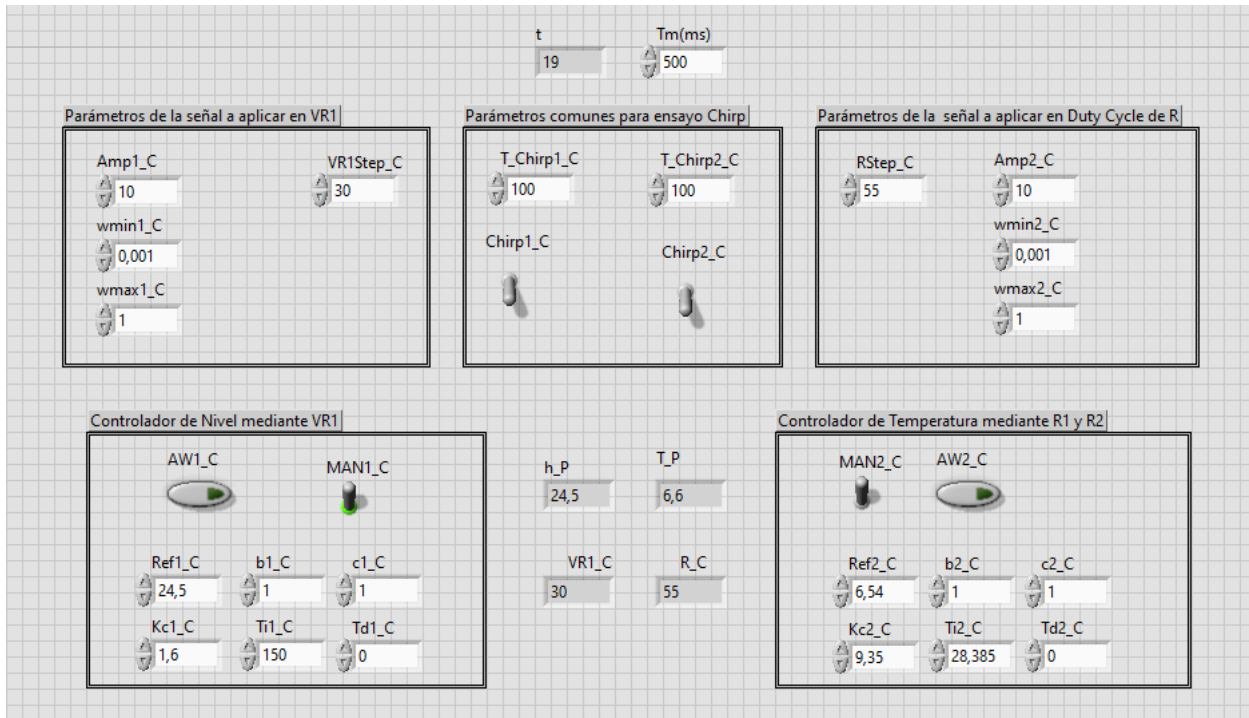 t Tm(ms)
19 500
Parámetros de la señal a aplicar en VR1
Amp1_C VR1Step_C
10 30
wmin1_C
0,001
wmax1_C
1
Parámetros comunes para ensayo Chirp
T_Chirp1_C T_Chirp2_C
100 100
Chirp1_C Chirp2_C
Parámetros de la señal a aplicar en Duty Cycle de R
RStep_C Amp2_C
55 10
wmin2_C
0,001
wmax2_C
1
Controlador de Nivel mediante VR1
AW1_C MAN1_C
Ref1_C b1_C c1_C
24,5 1 1
Kc1_C Ti1_C Td1_C
1,6 150 0
h_P T_P
24,5 6,6
VR1_C R_C
30 55
Controlador de Temperatura mediante R1 y R2
MAN2_C AW2_C
Ref2_C b2_C c2_C
6,54 1 1
Kc2_C Ti2_C Td2_C
9,35 28,385 0